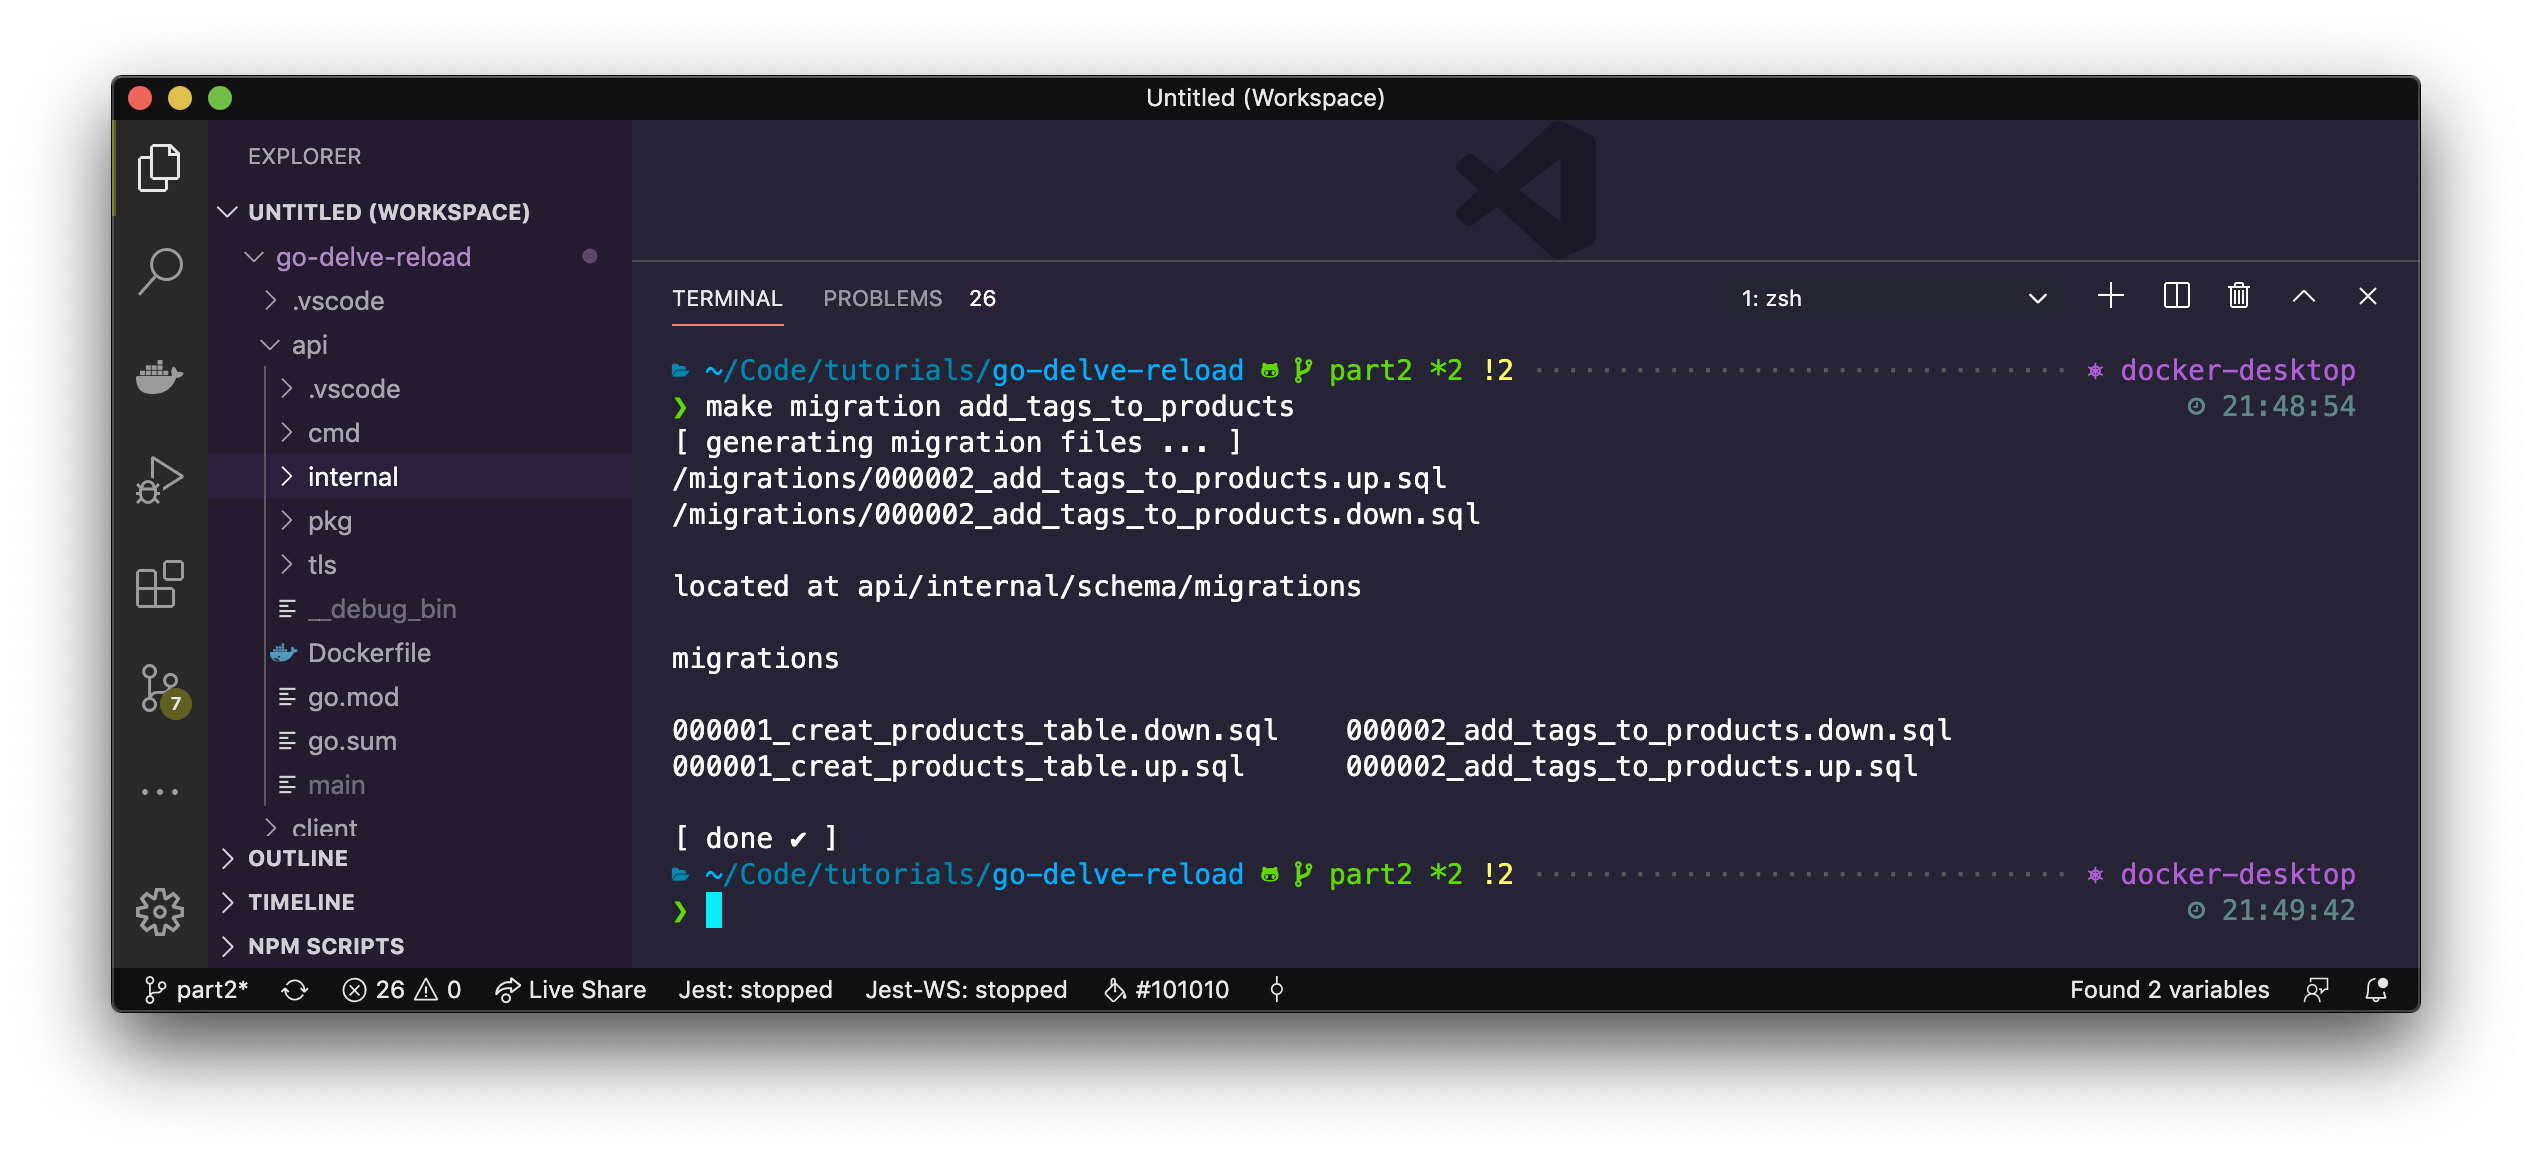 Untitled (Workspace)
EXPLORER
UNTITLED (WORKSPACE)
go-delve-reload
.vscode
api
.vscode
cmd
internal
pkg
tls
__debug_bin
Dockerfile
go.mod
go.sum
main
client
OUTLINE
TIMELINE
NPM SCRIPTS
7
TERMINAL PROBLEMS 26 1: zsh
~/Code/tutorials/go-delve-reload part2 *2 !2 docker-desktop
❯ make migration add_tags_to_products 21:48:54
[ generating migration files ... ]
/migrations/000002_add_tags_to_products.up.sql
/migrations/000002_add_tags_to_products.down.sql
located at api/internal/schema/migrations
migrations
000001_creat_products_table.down.sql 000002_add_tags_to_products.down.sql
000001_creat_products_table.up.sql 000002_add_tags_to_products.up.sql
[ done ✔ ]
~/Code/tutorials/go-delve-reload part2 *2 !2 docker-desktop
❯ 21:49:42
part2* 26 0 Live Share Jest: stopped Jest-WS: stopped #101010 Found 2 variables